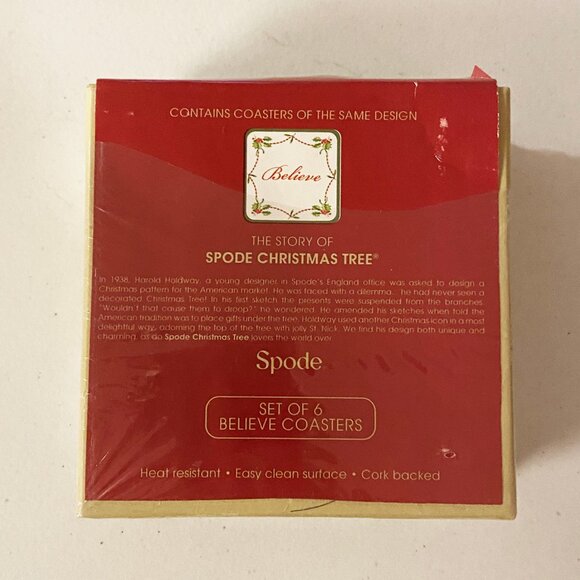 CONTAINS COASTERS OF THE SAME DESIGN
Believe
THE STORY OF
SPODE CHRISTMAS TREE®
In 1938, Harold Holdway, a young designer in Spode's England office was asked to design a
Christmas pattern for the American market. He was faced with a dilemma... he had never seen a
decorated Christmas Tree! In his first sketch the presents were suspended from the branches.
"Wouldn't that cause them to droop?," he wondered. He amended his sketches when told the
American tradition was to place gifts under the tree. Holdway used another Christmas icon in a most
delightful way, adorning the top of the tree with jolly St. Nick. We find his design both unique and
charming, as do Spode Christmas Tree lovers the world over.
Spode
SET OF 6
BELIEVE COASTERS
Heat resistant • Easy clean surface • Cork backed